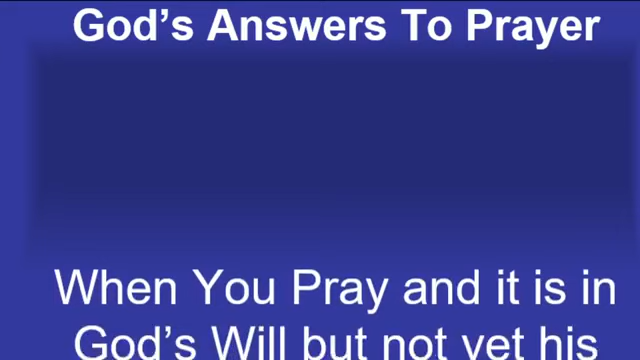 God’s Answers To Prayer
When You Pray and it is in
God’s Will but not yet his